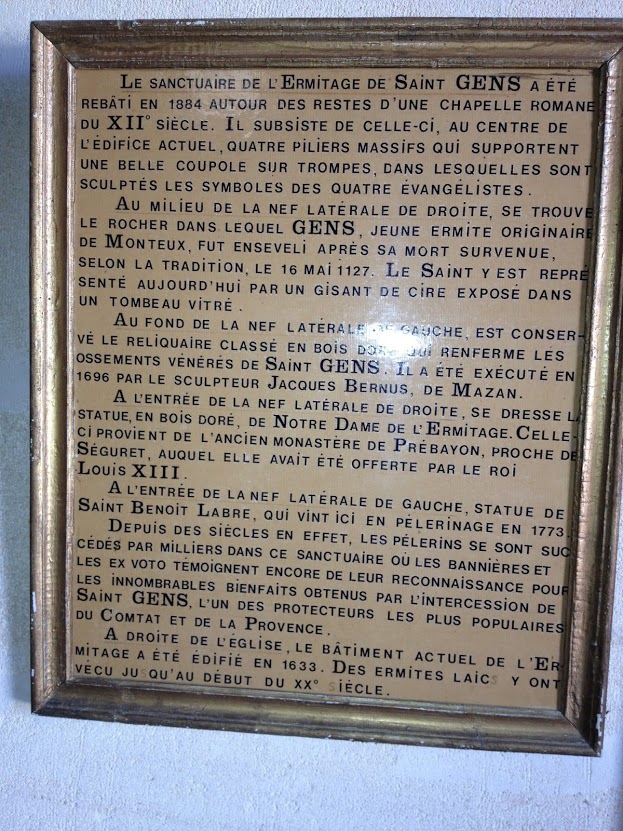 LE SANCTUAIRE DE L'ERMITAGE DE SAINT GENS A ÉTÉ
REBÂTI EN 1884 AUTOUR DES RESTES D'UNE CHAPELLE ROMANE
DU XII° SIÈCLE. IL SUBSISTE DE CELLE-CI, AU CENTRE DE
L'ÉDIFICE ACTUEL, QUATRE PILIERS MASSIFS QUI SUPPORTENT
UNE BELLE COUPOLE SUR TROMPES, DANS LESQUELLES SONT
SCULPTÉS LES SYMBOLES DES QUATRE ÉVANGÉLISTES.
AU MILIEU DE LA NEF LATÉRALE DE DROITE, SE TROUVE
LE ROCHER DANS LEQUEL GENS, JEUNE ERMITE ORIGINAIRE
DE MONTEUX, FUT ENSEVELI APRÈS SA MORT SURVENUE,
SELON LA TRADITION, LE 16 MAI 1127. LE SAINT Y EST REPRÉ
SENTÉ AUJOURD'HUI PAR UN GISANT DE CIRE EXPOSÉ DANS
UN TOMBEAU VITRÉ.
AU FOND DE LA NEF LATÉRALE DE GAUCHE, EST CONSER-
VÉ LE RELIQUAIRE CLASSÉ EN BOIS DORÉ QUI RENFERME LES
OSSEMENTS VÉNÉRÉS DE SAINT GENS. IL A ÉTÉ EXÉCUTÉ EN
1696 PAR LE SCULPTEUR JACQUES BERNUS, DE MAZAN.
A L'ENTRÉE DE LA NEF LATÉRALE DE DROITE, SE DRESSE LA
STATUE, EN BOIS DORÉ, DE NOTRE DAME DE L'ERMITAGE. CELLE-
CI PROVIENT DE L'ANCIEN MONASTÈRE DE PRÉBAYON, PROCHE DE
SÉGURET, AUQUEL ELLE AVAIT ÉTÉ OFFERTE PAR LE ROI
LOUIS XIII.
A L'ENTRÉE DE LA NEF LATÉRALE DE GAUCHE, STATUE DE
SAINT BENOÎT LABRE, QUI VINT ICI EN PÈLERINAGE EN 1773.
DEPUIS DES SIÈCLES EN EFFET, LES PÈLERINS SE SONT SUC
CÉDÉS PAR MILLIERS DANS CE SANCTUAIRE OÙ LES BANNIÈRES ET
LES EX VOTO TÉMOIGNENT ENCORE DE LEUR RECONNAISSANCE POUR
LES INNOMBRABLES BIENFAITS OBTENUS PAR L'INTERCESSION DE
SAINT GENS, L'UN DES PROTECTEURS LES PLUS POPULAIRES
DU COMTAT ET DE LA PROVENCE.
A DROITE DE L'ÉGLISE, LE BÂTIMENT ACTUEL DE L'ER-
MITAGE A ÉTÉ ÉDIFIÉ EN 1633. DES ERMITES LAICS Y ONT
VÉCU JUSQU'AU DÉBUT DU XX° SIÈCLE.